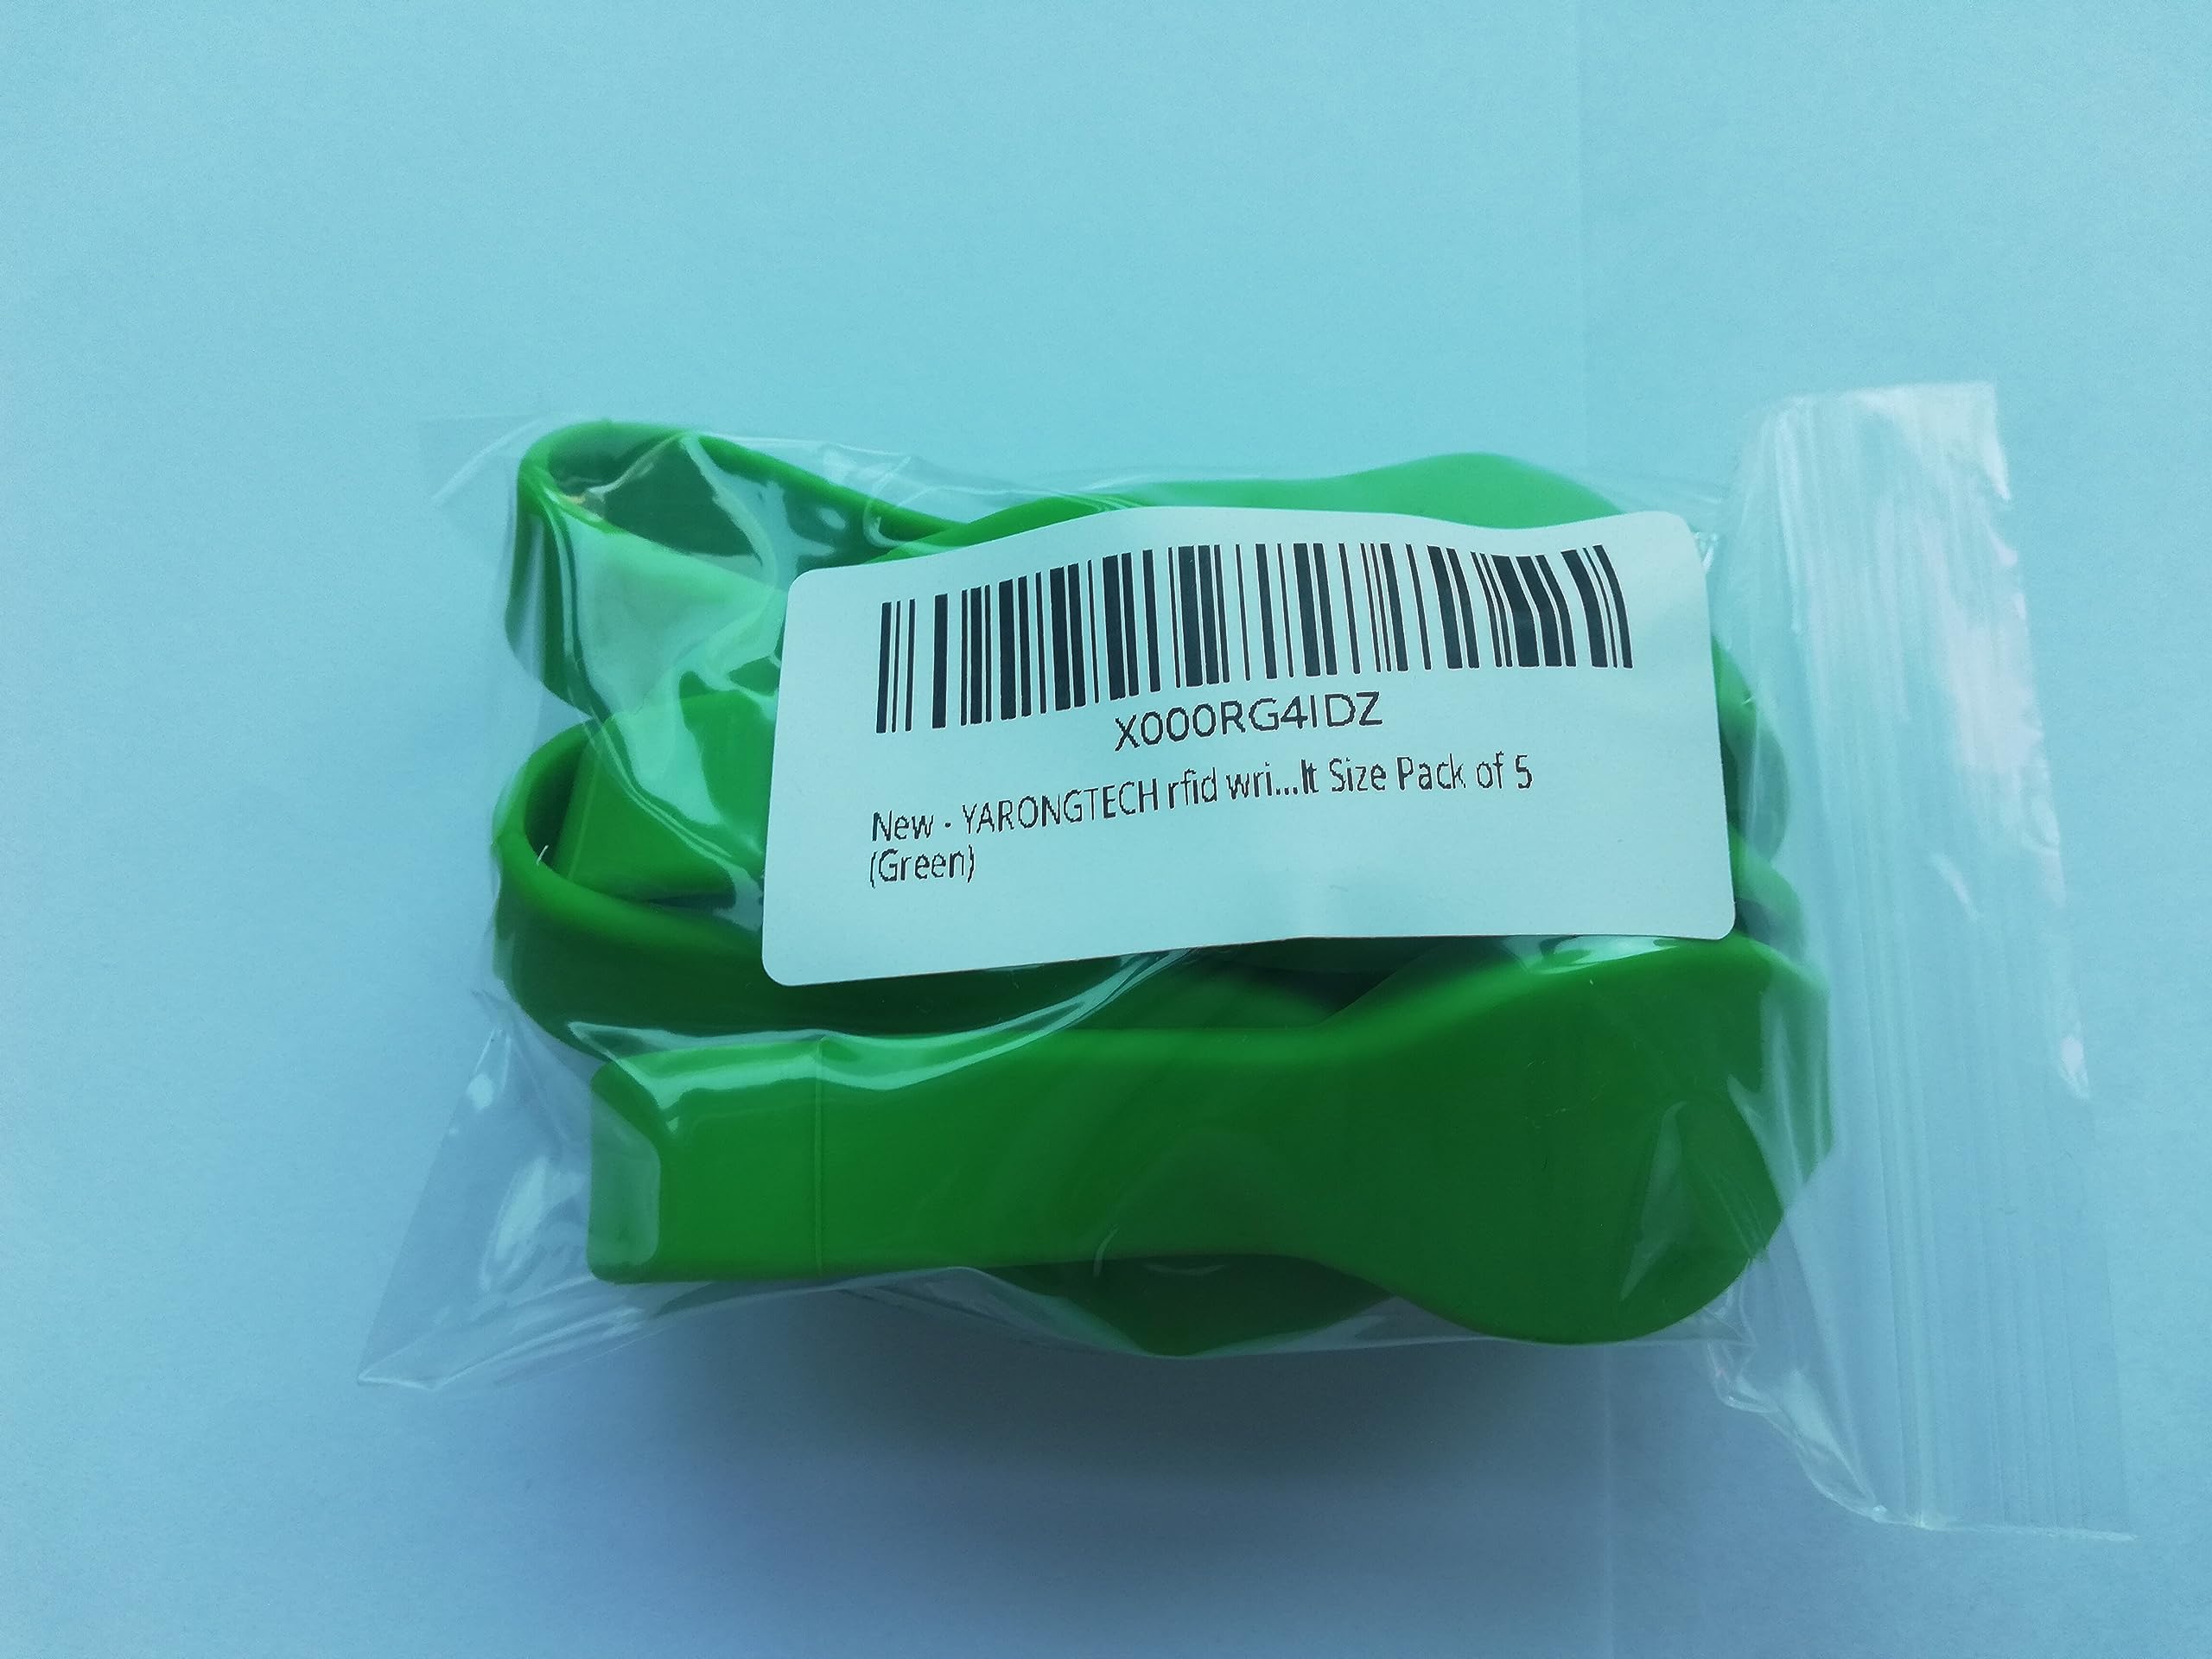 X000RG4IDZ
New - YARONGTECH rfid wri...lt Size Pack of 5
(Green)